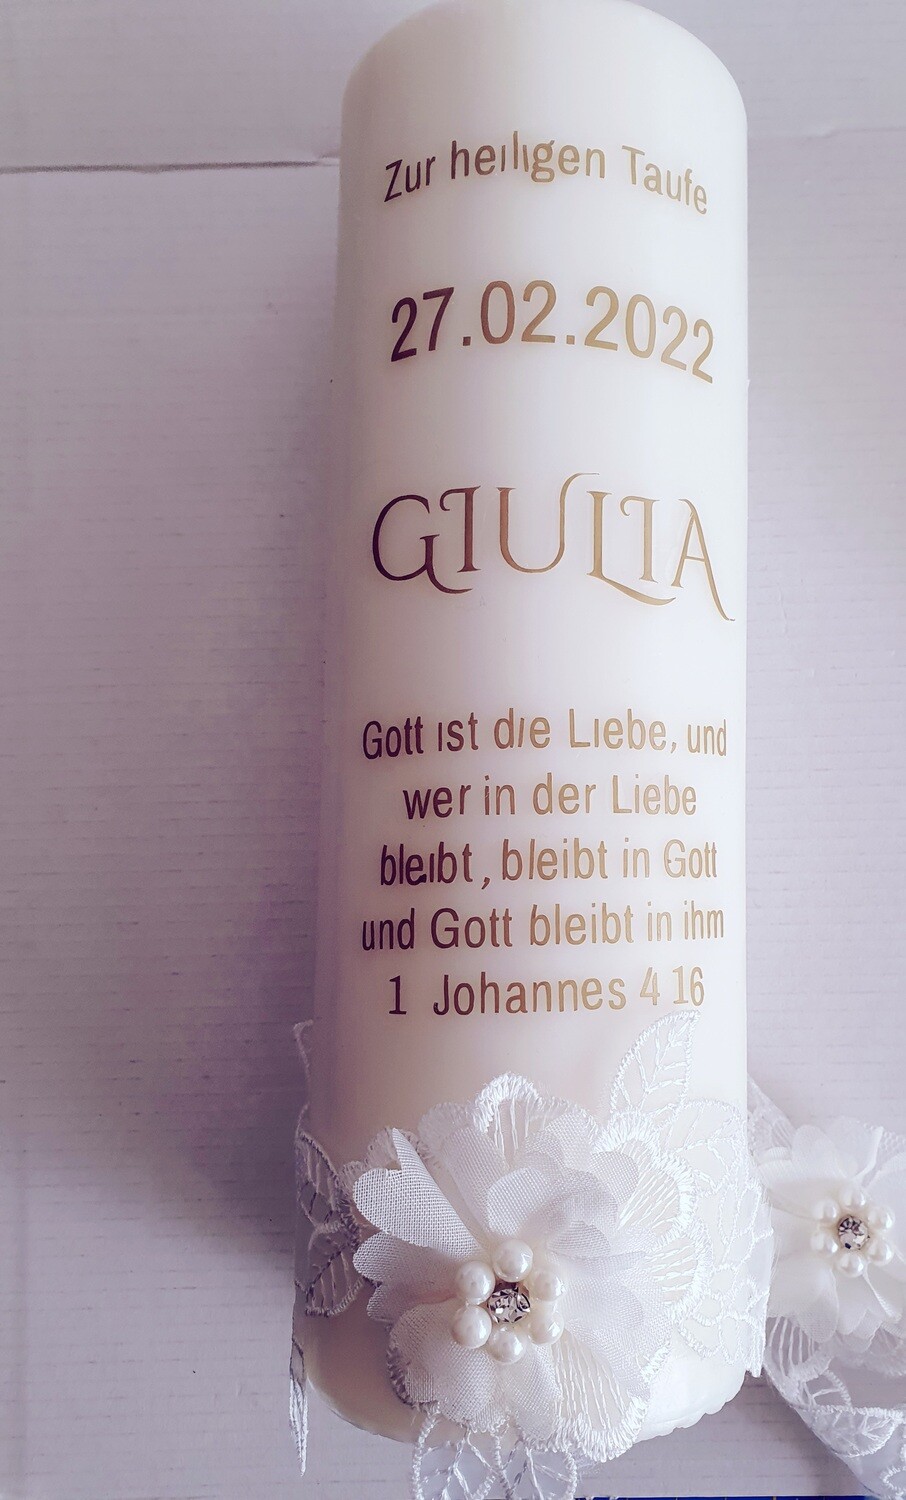 Zur heiligen Taufe
27.02.2022
GIULIA
Gott ist die Liebe, und
wer in der Liebe
bleibt, bleibt in Gott
und Gott bleibt in ihm
1 Johannes 4 16